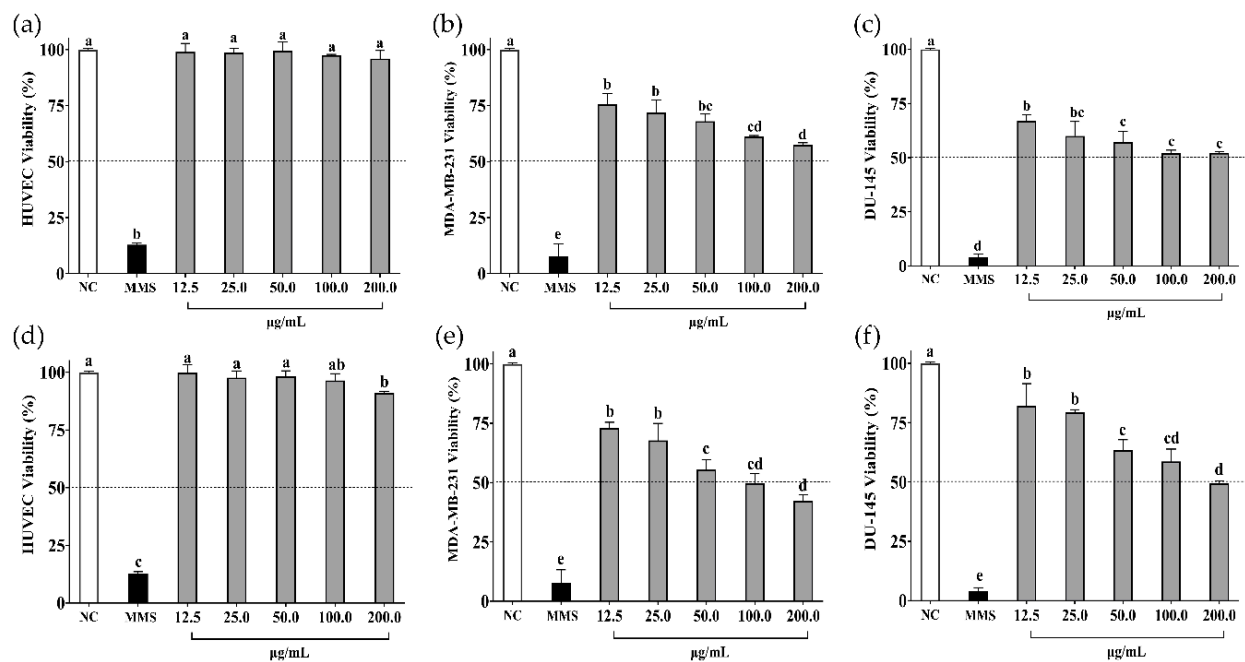 (a)
HUVEC Viability (%)
100
75
50
25
0
a
b
a
a
a
a
a
NC MMS 12.5 25.0 50.0 100.0 200.0
µg/mL
(b)
MDA-MB-231 Viability (%)
100
75
50
25
0
a
e
b
b
bc
cd
d
NC MMS 12.5 25.0 50.0 100.0 200.0
µg/mL
(c)
DU-145 Viability (%)
100
75
50
25
0
a
d
b
bc
c
c
c
NC MMS 12.5 25.0 50.0 100.0 200.0
µg/mL
(d)
HUVEC Viability (%)
100
75
50
25
0
a
c
a
a
a
ab
b
NC MMS 12.5 25.0 50.0 100.0 200.0
µg/mL
(e)
MDA-MB-231 Viability (%)
100
75
50
25
0
a
e
b
b
c
cd
d
NC MMS 12.5 25.0 50.0 100.0 200.0
µg/mL
(f)
DU-145 Viability (%)
100
75
50
25
0
a
e
b
b
c
cd
d
NC MMS 12.5 25.0 50.0 100.0 200.0
µg/mL